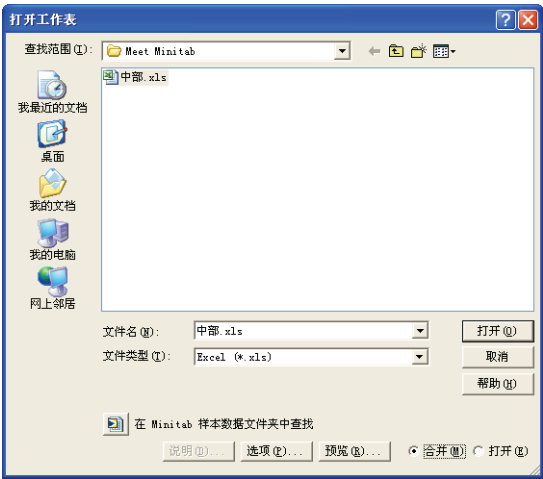 打开工作表
查找范围(I): Meet Minitab
中部.xls
我最近的文档
桌面
我的文档
我的电脑
网上邻居
文件名(N): 中部.xls 打开(O)
文件类型(T): Excel (*.xls) 取消
帮助(H)
在 Minitab 样本数据文件夹中查找
说明(D)... 选项(P)... 预览(R)... 合并(M) 打开(E)